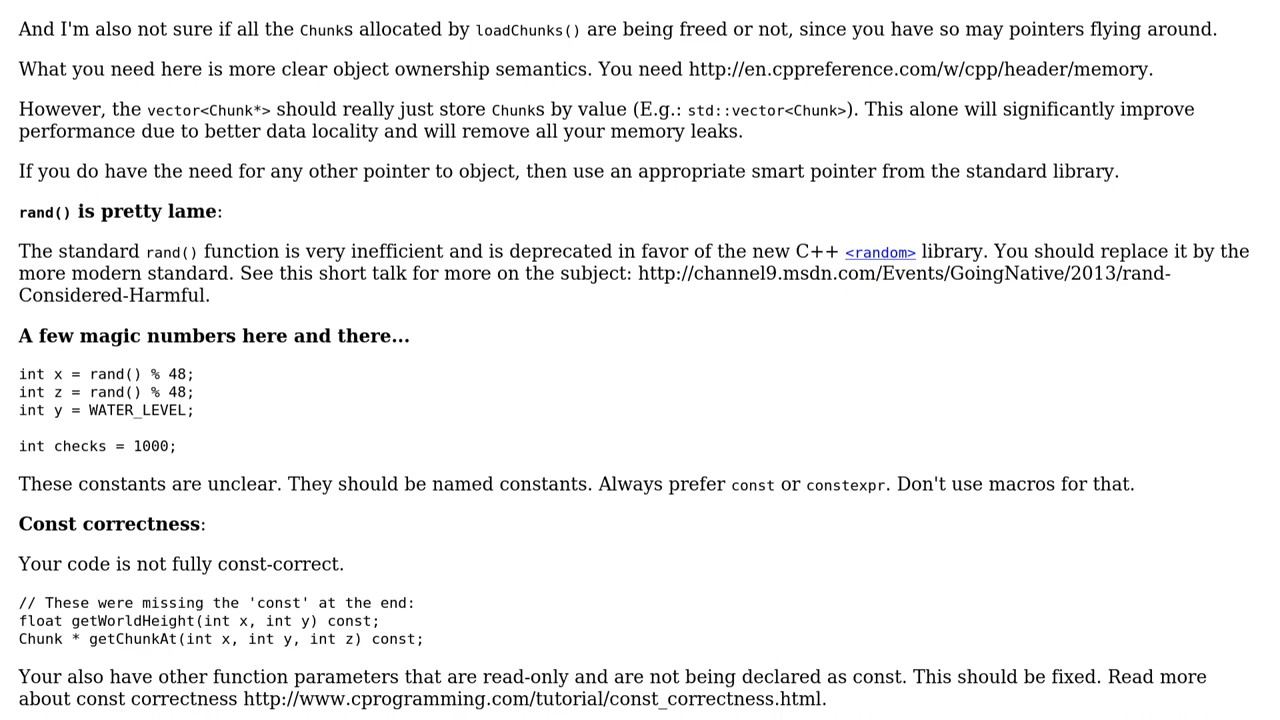 And I'm also not sure if all the Chunks allocated by loadChunks() are being freed or not, since you have so may pointers flying around.
What you need here is more clear object ownership semantics. You need http://en.cppreference.com/w/cpp/header/memory.
However, the vector<Chunk*> should really just store Chunks by value (E.g.: std::vector<Chunk>). This alone will significantly improve
performance due to better data locality and will remove all your memory leaks.
If you do have the need for any other pointer to object, then use an appropriate smart pointer from the standard library.
rand() is pretty lame:
The standard rand() function is very inefficient and is deprecated in favor of the new C++ <random> library. You should replace it by the
more modern standard. See this short talk for more on the subject: http://channel9.msdn.com/Events/GoingNative/2013/rand-
Considered-Harmful.
A few magic numbers here and there...
int x = rand() % 48;
int z = rand() % 48;
int y = WATER_LEVEL;
int checks = 1000;
These constants are unclear. They should be named constants. Always prefer const or constexpr. Don't use macros for that.
Const correctness:
Your code is not fully const-correct.
// These were missing the 'const' at the end:
float getWorldHeight(int x, int y) const;
Chunk * getChunkAt(int x, int y, int z) const;
Your also have other function parameters that are read-only and are not being declared as const. This should be fixed. Read more
about const correctness http://www.cprogramming.com/tutorial/const_correctness.html.